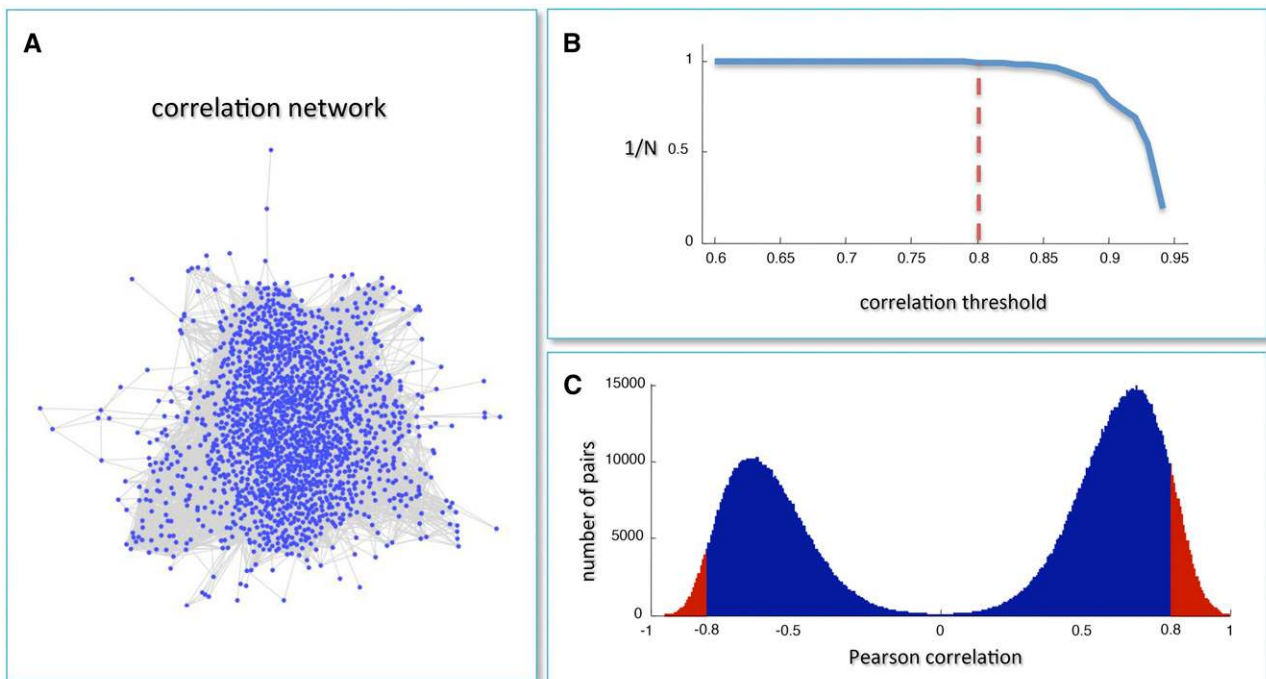 A
correlation network
B
1
1/N 0.5
0
0.6 0.65 0.7 0.75 0.8 0.85 0.9 0.95
correlation threshold
C
15000
10000
number of pairs
5000
0
-1 -0.8 -0.5 0 0.5 0.8 1
Pearson correlation